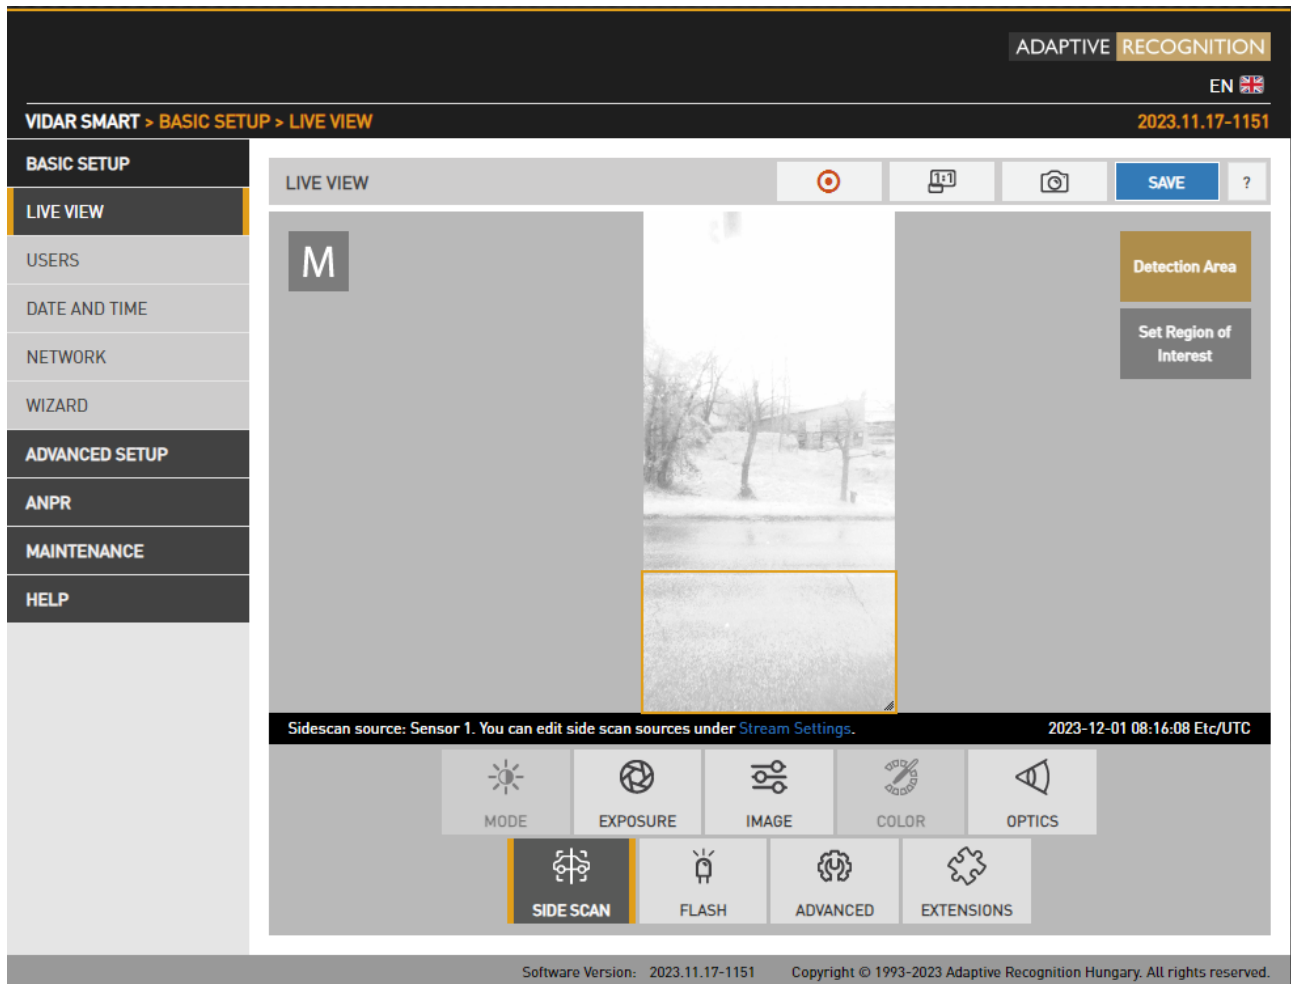 ADAPTIVE RECOGNITION
EN
VIDAR SMART > BASIC SETUP > LIVE VIEW
2023.11.17-1151
BASIC SETUP
LIVE VIEW
USERS
DATE AND TIME
NETWORK
WIZARD
ADVANCED SETUP
ANPR
MAINTENANCE
HELP
LIVE VIEW
1:1
SAVE
?
M
Detection Area
Set Region of
Interest
Sidescan source: Sensor 1. You can edit side scan sources under Stream Settings.
2023-12-01 08:16:08 Etc/UTC
MODE
EXPOSURE
IMAGE
COLOR
OPTICS
SIDE SCAN
FLASH
ADVANCED
EXTENSIONS
Software Version: 2023.11.17-1151
Copyright © 1993-2023 Adaptive Recognition Hungary. All rights reserved.